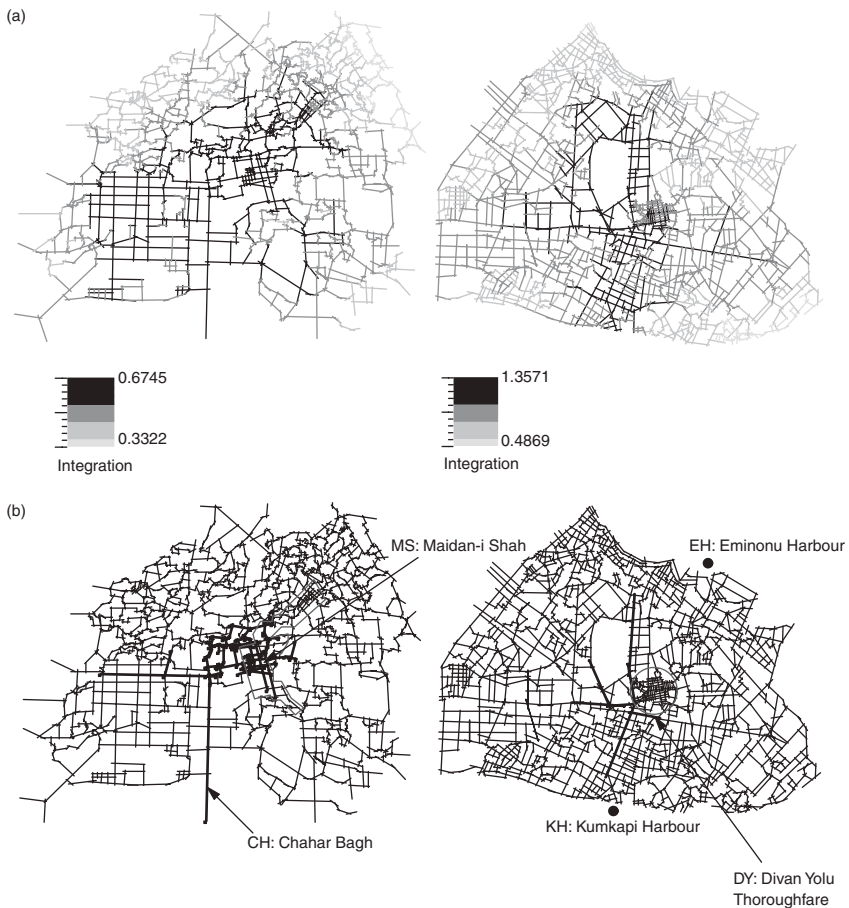 (a)
0.6745
0.3322
Integration
1.3571
0.4869
Integration
(b)
MS: Maidan-i Shah
EH: Eminonu Harbour
CH: Chahar Bagh
KH: Kumkapi Harbour
DY: Divan Yolu
Thoroughfare